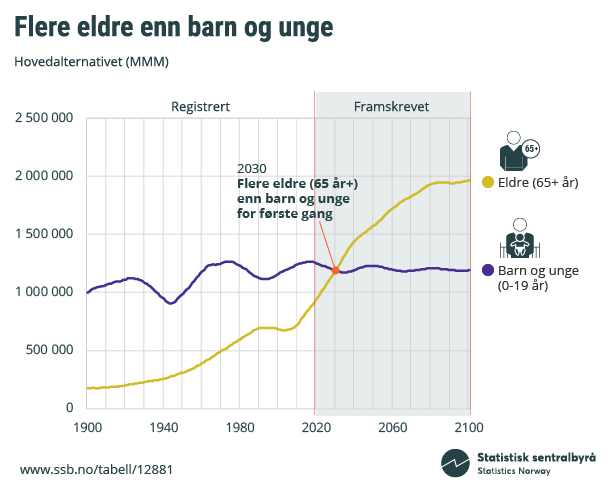 Flere eldre enn barn og unge
Hovedalternativet (MMM)
Registrert
Framskrevet
2 500 000
2 000 000
1 500 000
1 000 000
500 000
0
2030
Flere eldre (65 år+)
enn barn og unge
for første gang
1900
1940
1980
2020
2060
2100
65+
Eldre (65+ år)
Barn og unge
(0-19 år)
www.ssb.no/tabell/12881
Statistisk sentralbyrå
Statistics Norway